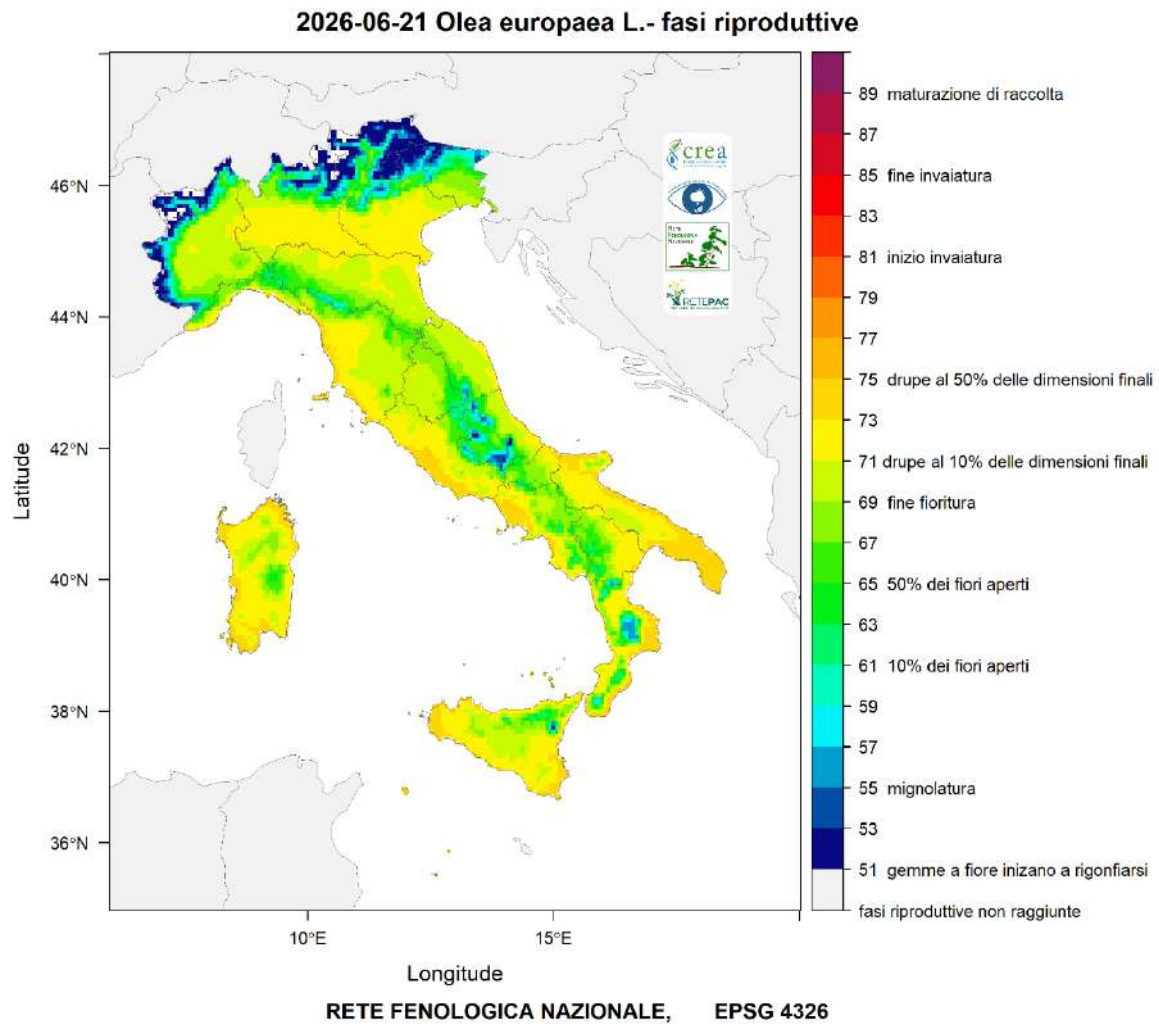 2026-06-21 Olea europaea L.- fasi riproduttive
46°N
44°N
42°N
40°N
38°N
36°N
Latitude
10°E
15°E
Longitude
crea
RETE
FENOLOGICA
NAZIONALE
RETEPAC
89 maturazione di raccolta
87
85 fine invaiatura
83
81 inizio invaiatura
79
77
75 drupe al 50% delle dimensioni finali
73
71 drupe al 10% delle dimensioni finali
69 fine fioritura
67
65 50% dei fiori aperti
63
61 10% dei fiori aperti
59
57
55 mignolatura
53
51 gemme a fiore inizano a rigonfiarsi
fasi riproduttive non raggiunte
RETE FENOLOGICA NAZIONALE, EPSG 4326